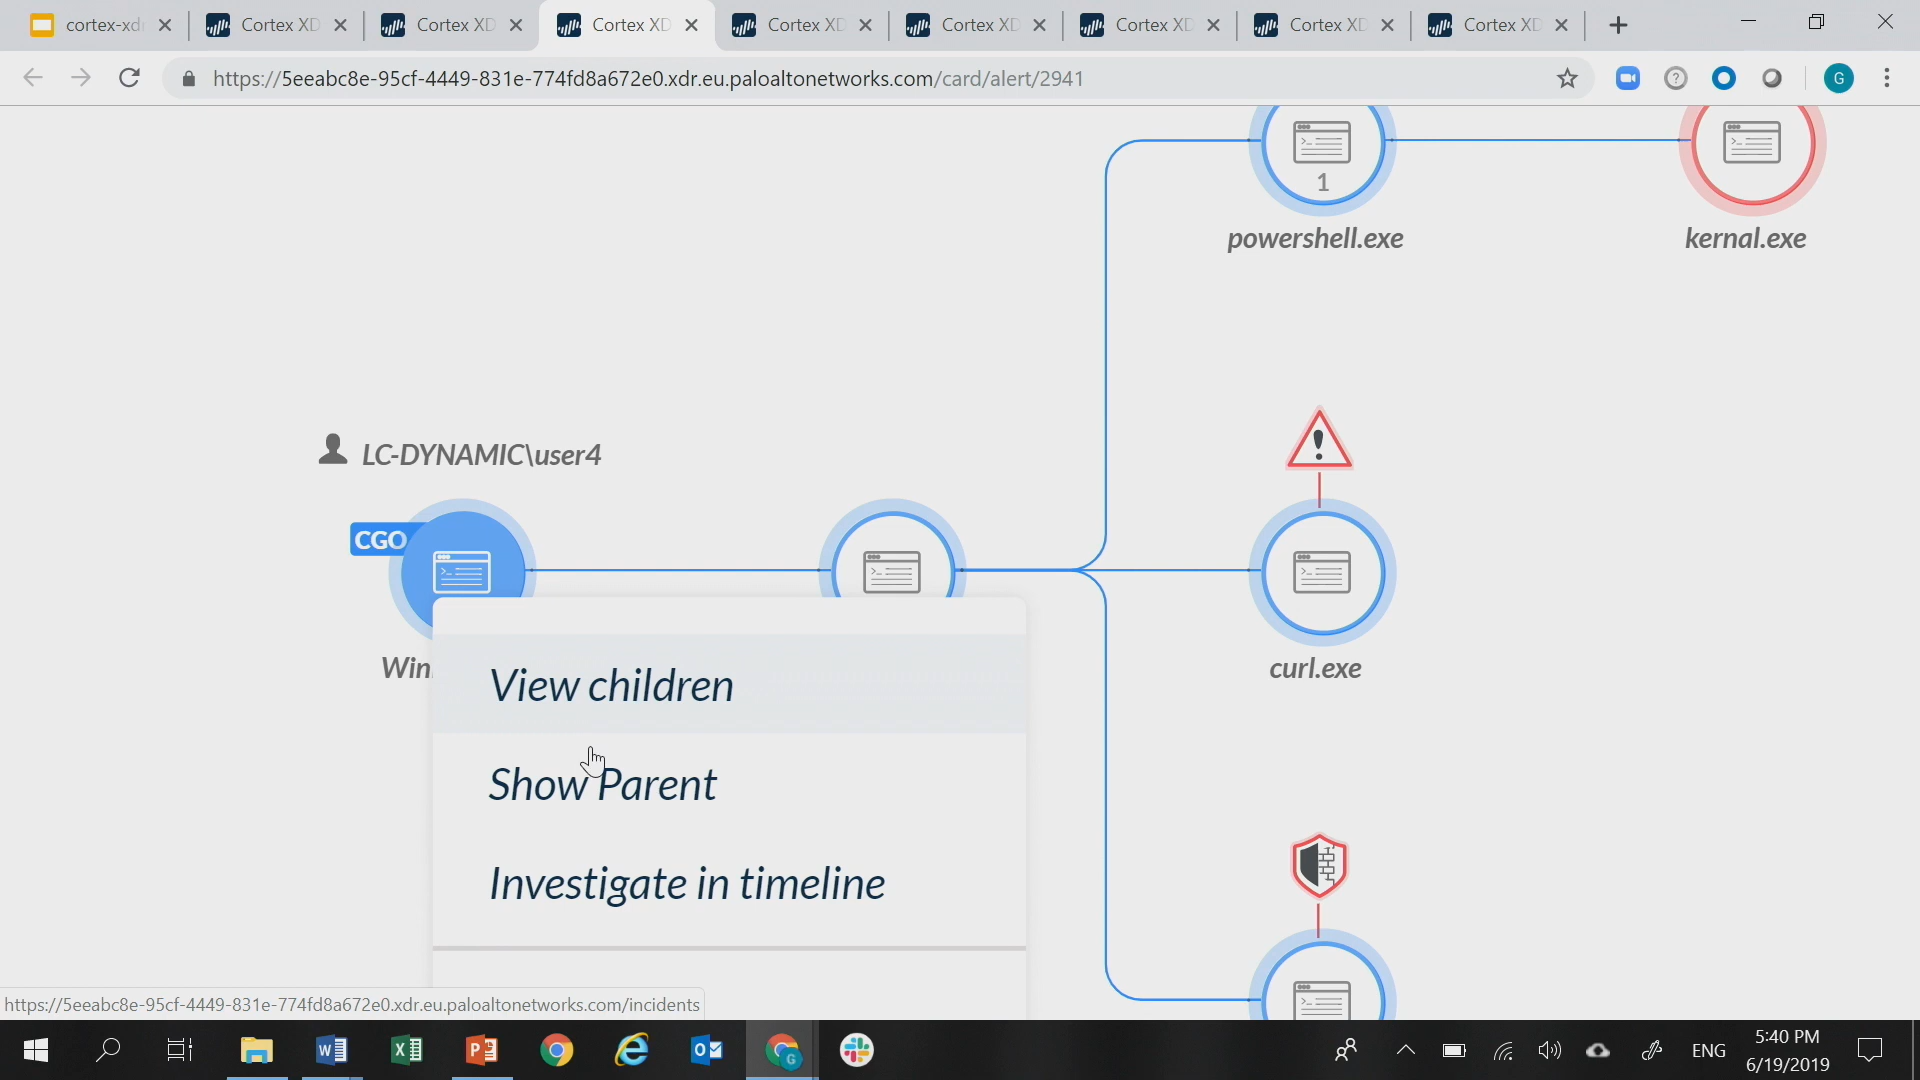 cortex-xd
Cortex XD
Cortex XD
Cortex XD
Cortex XD
Cortex XD
Cortex XD
Cortex XD
Cortex XD
https://5eeabc8e-95cf-4449-831e-774fd8a672e0.xdr.eu.paloaltonetworks.com/card/alert/2941
G
1
powershell.exe
kernal.exe
LC-DYNAMIC\user4
CGO
Win
curl.exe
View children
Show Parent
Investigate in timeline
https://5eeabc8e-95cf-4449-831e-774fd8a672e0.xdr.eu.paloaltonetworks.com/incidents
ENG
5:40 PM
6/19/2019